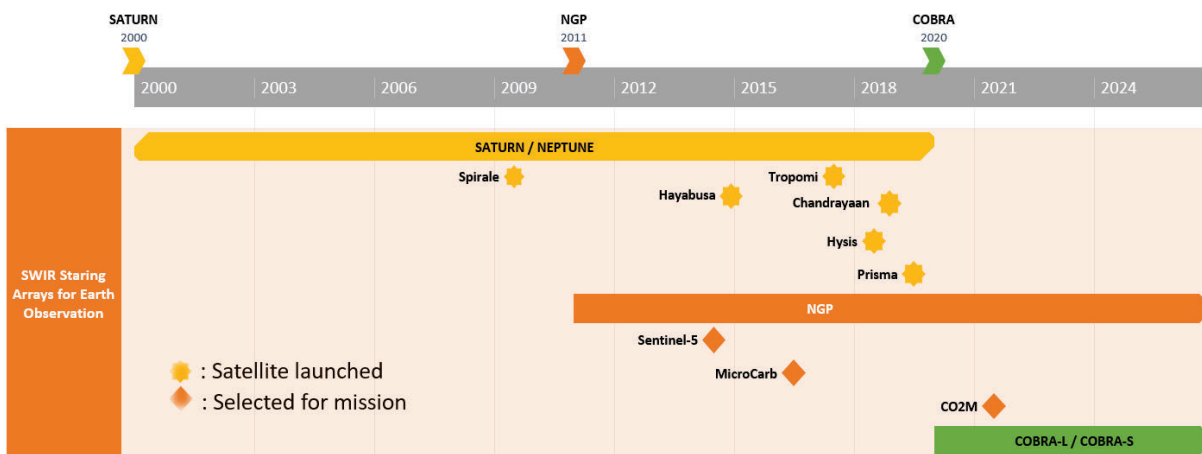 SATURN
2000
NGP
2011
COBRA
2020
2000 2003 2006 2009 2012 2015 2018 2021 2024
SATURN / NEPTUNE
Spirale
Tropomi
Hayabusa
Chandrayaan
Hysis
Prisma
SWIR Staring
Arrays for Earth
Observation
NGP
Sentinel-5
: Satellite launched
MicroCarb
: Selected for mission
CO2M
COBRA-L / COBRA-S